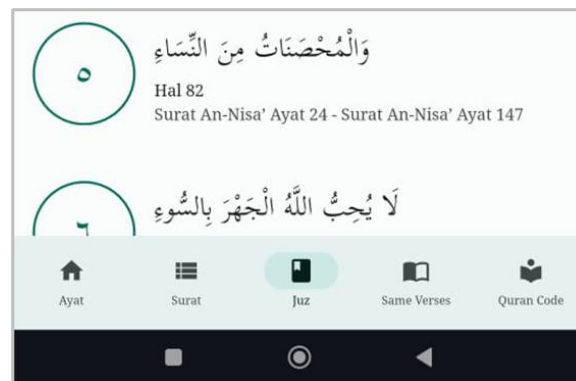 ٥
وَالْمُحْصَنَاتُ مِنَ النِّسَاءِ
Hal 82
Surat An-Nisa’ Ayat 24 - Surat An-Nisa’ Ayat 147
٦
لَا يُحِبُّ اللَّهُ الْجَهْرَ بِالسُّوءِ
Ayat
Surat
Juz
Same Verses
Quran Code